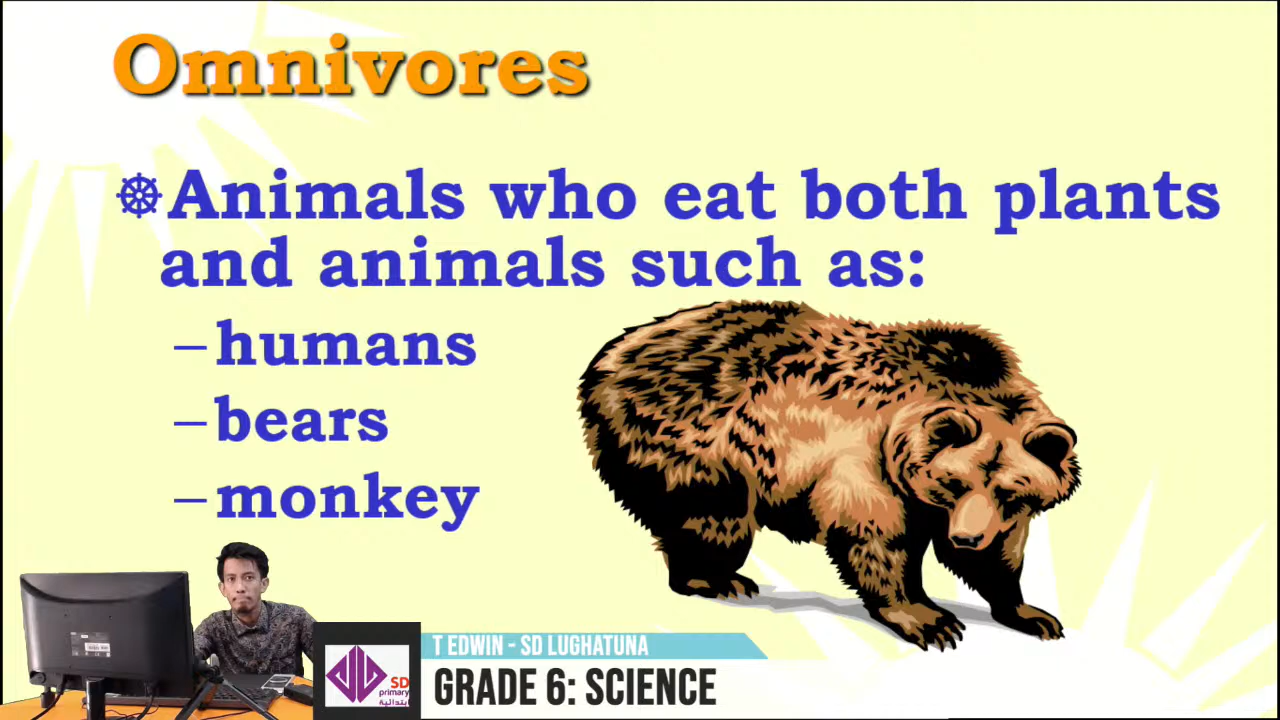 Omnivores
Animals who eat both plants
and animals such as:
–humans
–bears
–monkey
T EDWIN - SD LUGHATUNA
GRADE 6: SCIENCE
SD
primary
ابتدائية